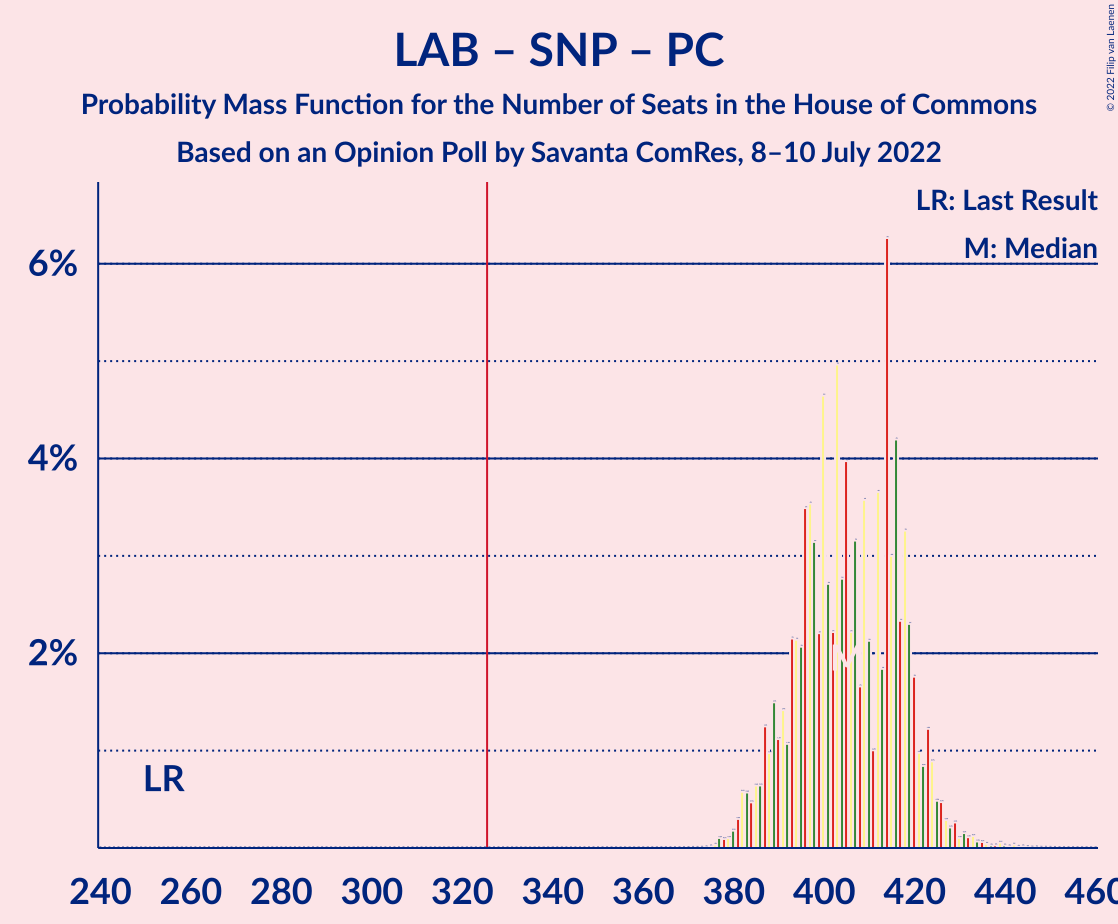 LAB – SNP – PC
Probability Mass Function for the Number of Seats in the House of Commons
Based on an Opinion Poll by Savanta ComRes, 8–10 July 2022
© 2022 Filip van Laenen
LR: Last Result
M: Median
6%
4%
2%
LR
M
240 260 280 300 320 340 360 380 400 420 440 460